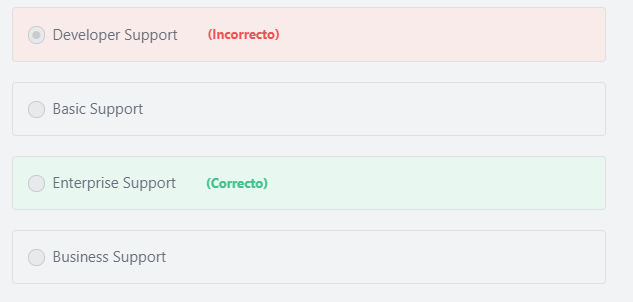 Developer Support (Incorrecto)
Basic Support
Enterprise Support (Correcto)
Business Support